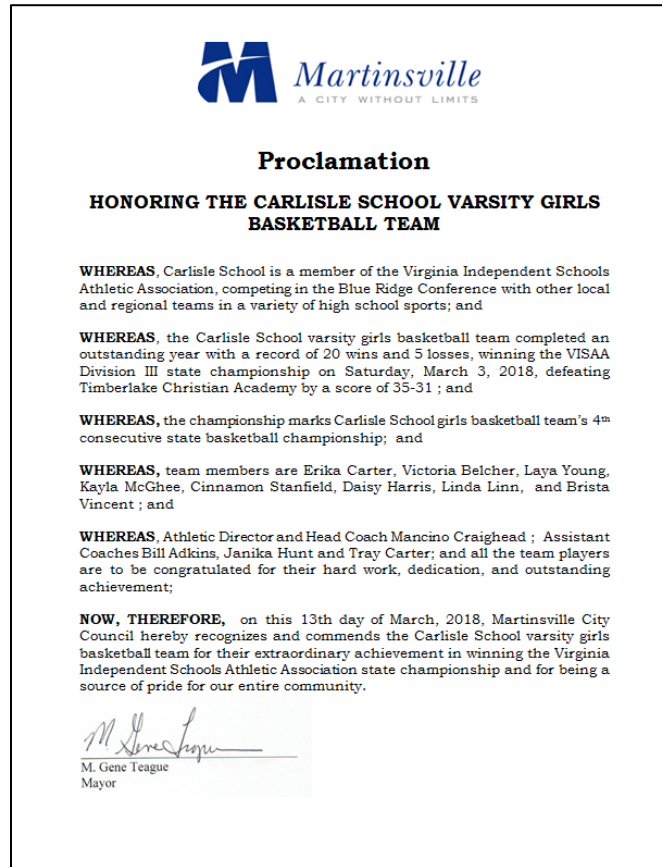 Martinsville
A CITY WITHOUT LIMITS
Proclamation
HONORING THE CARLISLE SCHOOL VARSITY GIRLS
BASKETBALL TEAM
WHEREAS, Carlisle School is a member of the Virginia Independent Schools
Athletic Association, competing in the Blue Ridge Conference with other local
and regional teams in a variety of high school sports; and
WHEREAS, the Carlisle School varsity girls basketball team completed an
outstanding year with a record of 20 wins and 5 losses, winning the VISAA
Division III state championship on Saturday, March 3, 2018, defeating
Timberlake Christian Academy by a score of 35-31 ; and
WHEREAS, the championship marks Carlisle School girls basketball team's 4th
consecutive state basketball championship; and
WHEREAS, team members are Erika Carter, Victoria Belcher, Laya Young,
Kayla McGhee, Cinnamon Stanfield, Daisy Harris, Linda Linn, and Brista
Vincent ; and
WHEREAS, Athletic Director and Head Coach Mancino Craighead ; Assistant
Coaches Bill Adkins, Janika Hunt and Tray Carter; and all the team players
are to be congratulated for their hard work, dedication, and outstanding
achievement;
NOW, THEREFORE, on this 13th day of March, 2018, Martinsville City
Council hereby recognizes and commends the Carlisle School varsity girls
basketball team for their extraordinary achievement in winning the Virginia
Independent Schools Athletic Association state championship and for being a
source of pride for our entire community.
M. Gene Teague
M. Gene Teague
Mayor